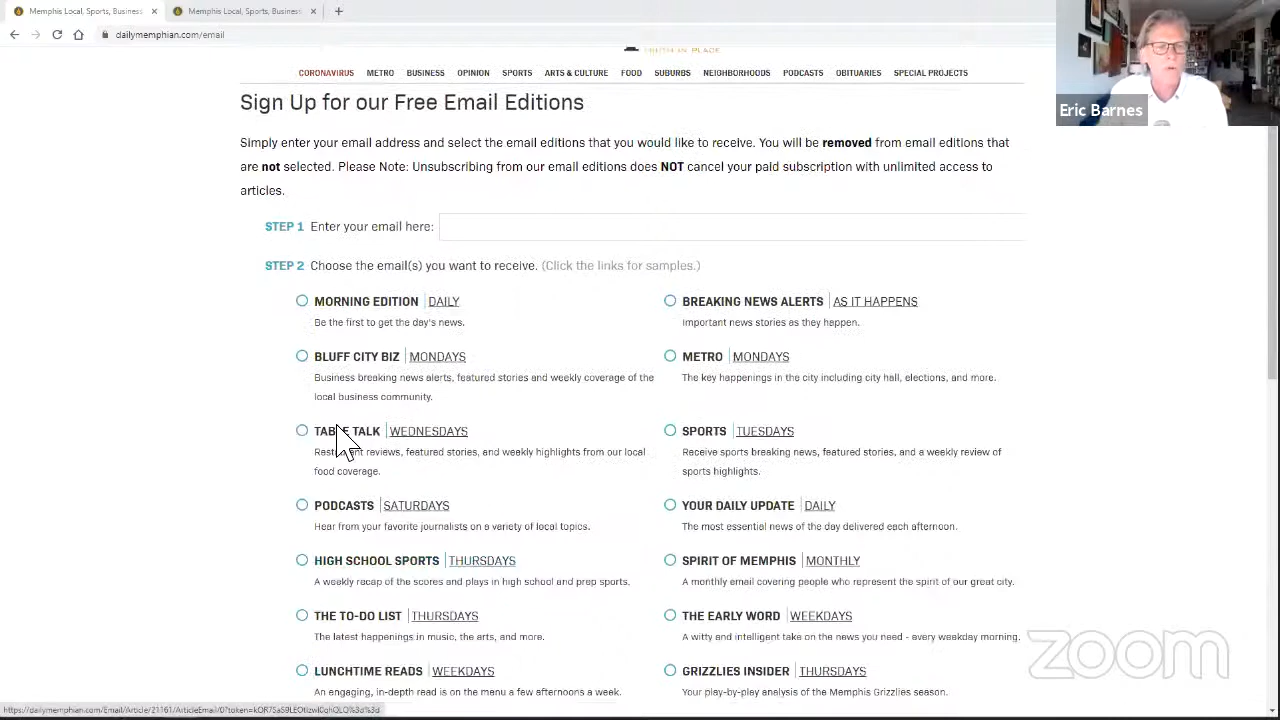 Memphis Local, Sports, Business
Memphis Local, Sports, Business
dailymemphian.com/email
Eric Barnes
TRUTH IN PLACE
CORONAVIRUS METRO BUSINESS OPINION SPORTS ARTS & CULTURE FOOD SUBURBS NEIGHBORHOODS PODCASTS OBITUARIES SPECIAL PROJECTS
Sign Up for our Free Email Editions
Simply enter your email address and select the email editions that you would like to receive. You will be removed from email editions that
are not selected. Please Note: Unsubscribing from our email editions does NOT cancel your paid subscription with unlimited access to
articles.
STEP 1 Enter your email here:
STEP 2 Choose the email(s) you want to receive. (Click the links for samples.)
MORNING EDITION | DAILY
Be the first to get the day's news.
BREAKING NEWS ALERTS | AS IT HAPPENS
Important news stories as they happen.
BLUFF CITY BIZ | MONDAYS
Business breaking news alerts, featured stories and weekly coverage of the
local business community.
METRO | MONDAYS
The key happenings in the city including city hall, elections, and more.
TABLE TALK | WEDNESDAYS
Restaurant reviews, featured stories, and weekly highlights from our local
food coverage.
SPORTS | TUESDAYS
Receive sports breaking news, featured stories, and a weekly review of
sports highlights.
PODCASTS | SATURDAYS
Hear from your favorite journalists on a variety of local topics.
YOUR DAILY UPDATE | DAILY
The most essential news of the day delivered each afternoon.
HIGH SCHOOL SPORTS | THURSDAYS
A weekly recap of the scores and plays in high school and prep sports.
SPIRIT OF MEMPHIS | MONTHLY
A monthly email covering people who represent the spirit of our great city.
THE TO-DO LIST | THURSDAYS
The latest happenings in music, the arts, and more.
THE EARLY WORD | WEEKDAYS
A witty and intelligent take on the news you need - every weekday morning.
LUNCHTIME READS | WEEKDAYS
An engaging, in-depth read is on the menu a few afternoons a week.
GRIZZLIES INSIDER | THURSDAYS
Your play-by-play analysis of the Memphis Grizzlies season.
zoom